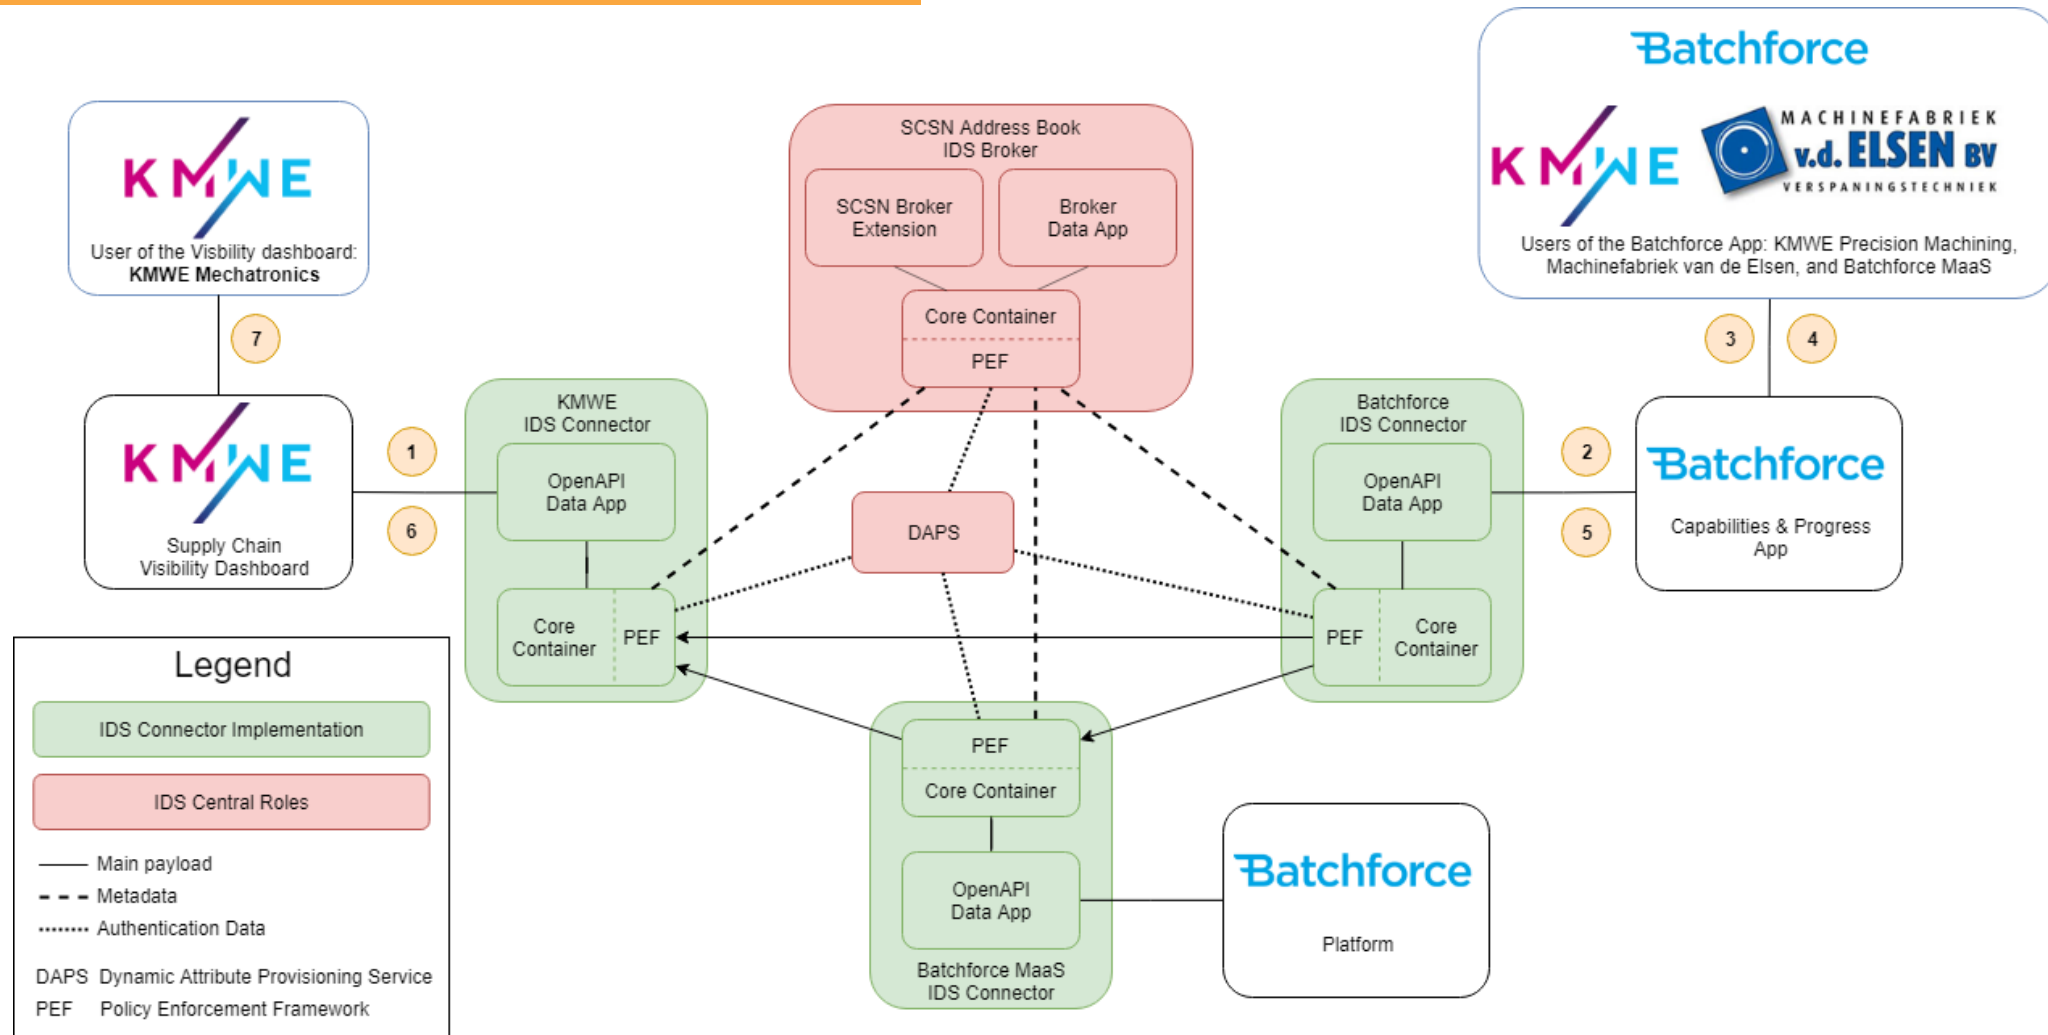 Batchforce
KMWE
MACHINEFABRIEK
v.d. ELSEN BV
VERSPANINGSTECHNIEK
Users of the Batchforce App: KMWE Precision Machining,
Machinefabriek van de Elsen, and Batchforce MaaS
KMWE
User of the Visbility dashboard:
KMWE Mechatronics
SCSN Address Book
IDS Broker
SCSN Broker
Extension
Broker
Data App
Core Container
PEF
7
3
4
KMWE
Supply Chain
Visibility Dashboard
1
6
KMWE
IDS Connector
OpenAPI
Data App
Core
Container
PEF
DAPS
Batchforce
IDS Connector
OpenAPI
Data App
PEF
Core
Container
2
5
Batchforce
Capabilities & Progress
App
PEF
Core Container
OpenAPI
Data App
Batchforce MaaS
IDS Connector
Batchforce
Platform
Legend
IDS Connector Implementation
IDS Central Roles
Main payload
Metadata
Authentication Data
DAPS Dynamic Attribute Provisioning Service
PEF Policy Enforcement Framework